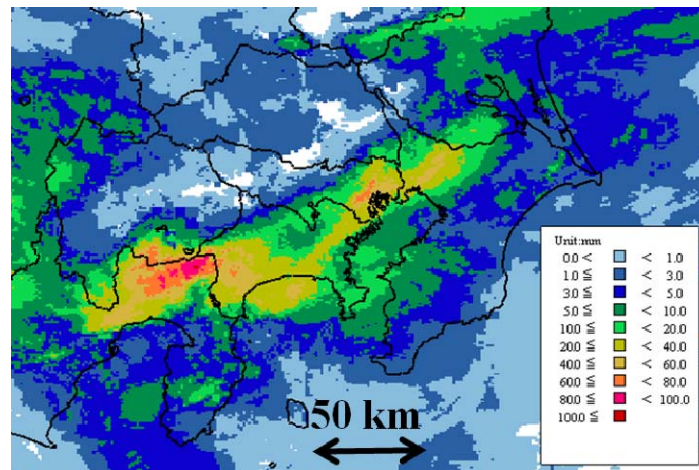 50 km
Unit:mm
0.0 < < 1.0
1.0 ≦ < 3.0
3.0 ≦ < 5.0
5.0 ≦ < 10.0
10.0 ≦ < 20.0
20.0 ≦ < 40.0
40.0 ≦ < 60.0
60.0 ≦ < 80.0
80.0 ≦ < 100.0
100.0 ≦